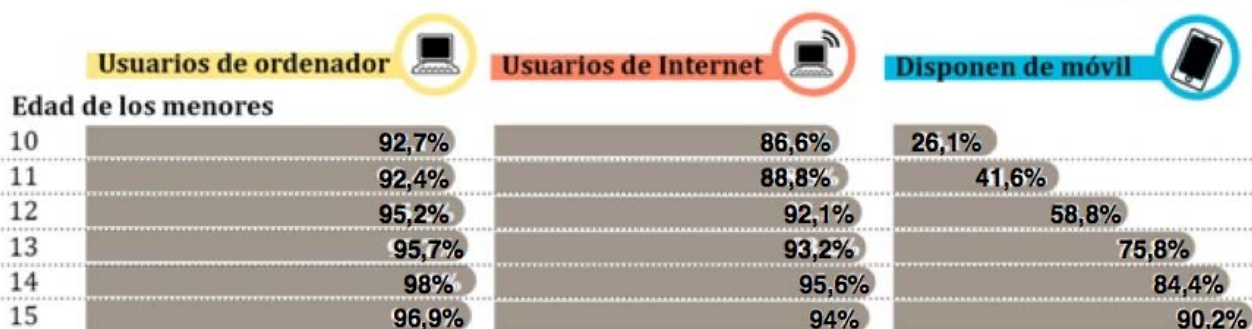 Usuarios de ordenador Usuarios de Internet Disponen de móvil
Edad de los menores
10 92,7% 86,6% 26,1%
11 92,4% 88,8% 41,6%
12 95,2% 92,1% 58,8%
13 95,7% 93,2% 75,8%
14 98% 95,6% 84,4%
15 96,9% 94% 90,2%